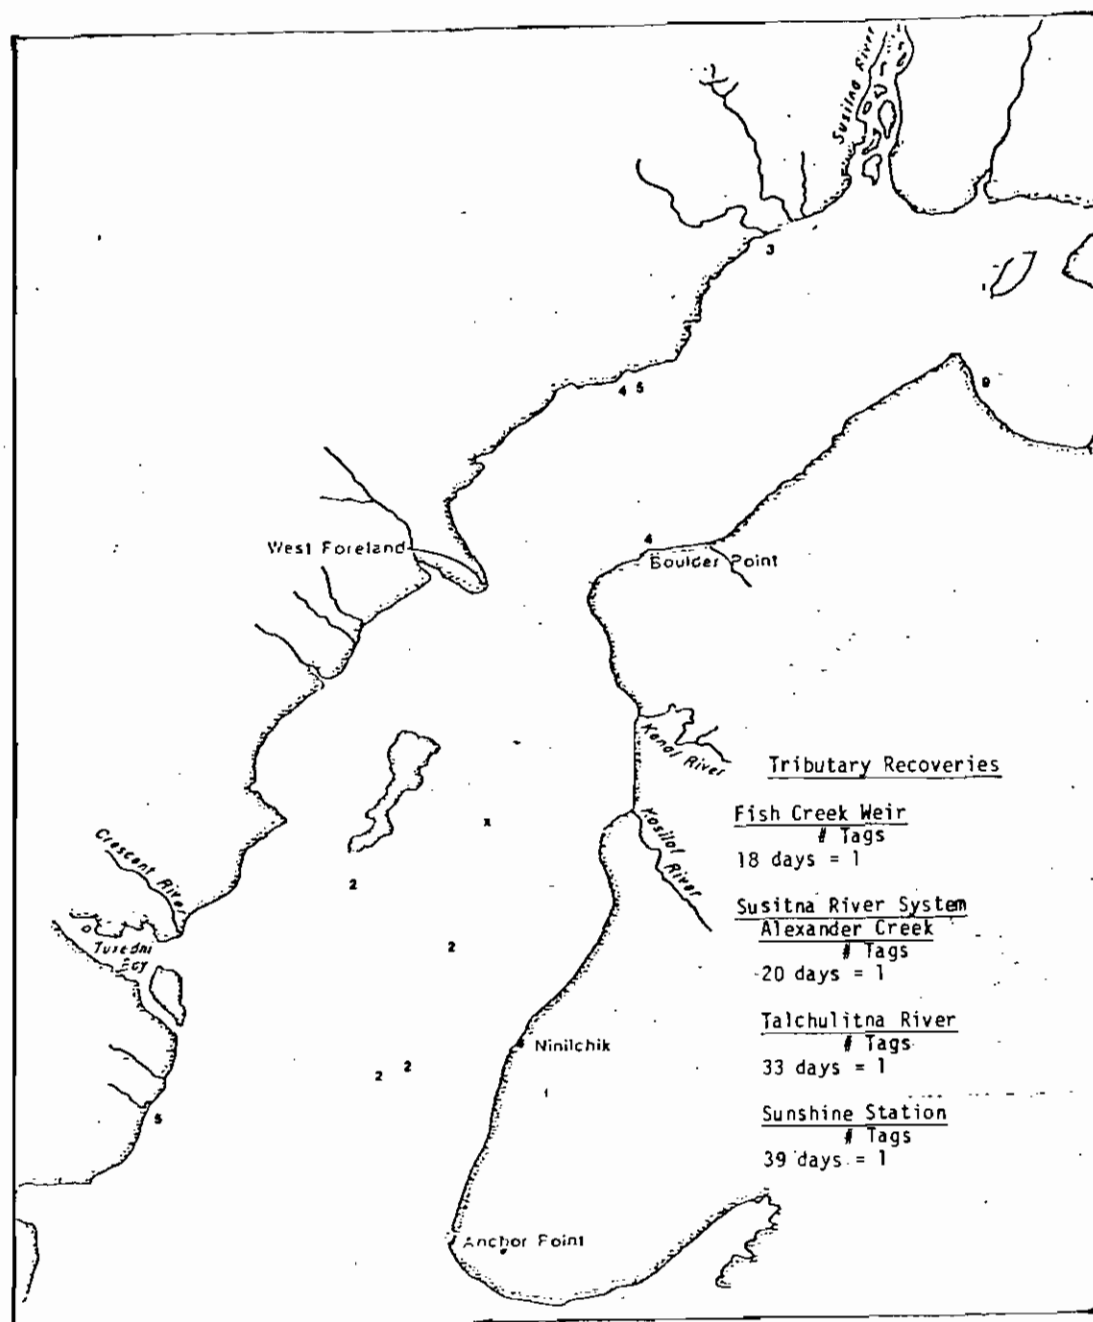 Susitna River
3
1
4 5
9
West Foreland
4
Boulder Point
Kenai River
x
Kasilof River
Crescent River
2
Tuxedni
Bay
2
Ninilchik
2 2
1
5
Anchor Point
Tributary Recoveries
Fish Creek Weir
# Tags
18 days = 1
Susitna River System
Alexander Creek
# Tags
20 days = 1
Talchulitna River
# Tags
33 days = 1
Sunshine Station
# Tags
39 days = 1